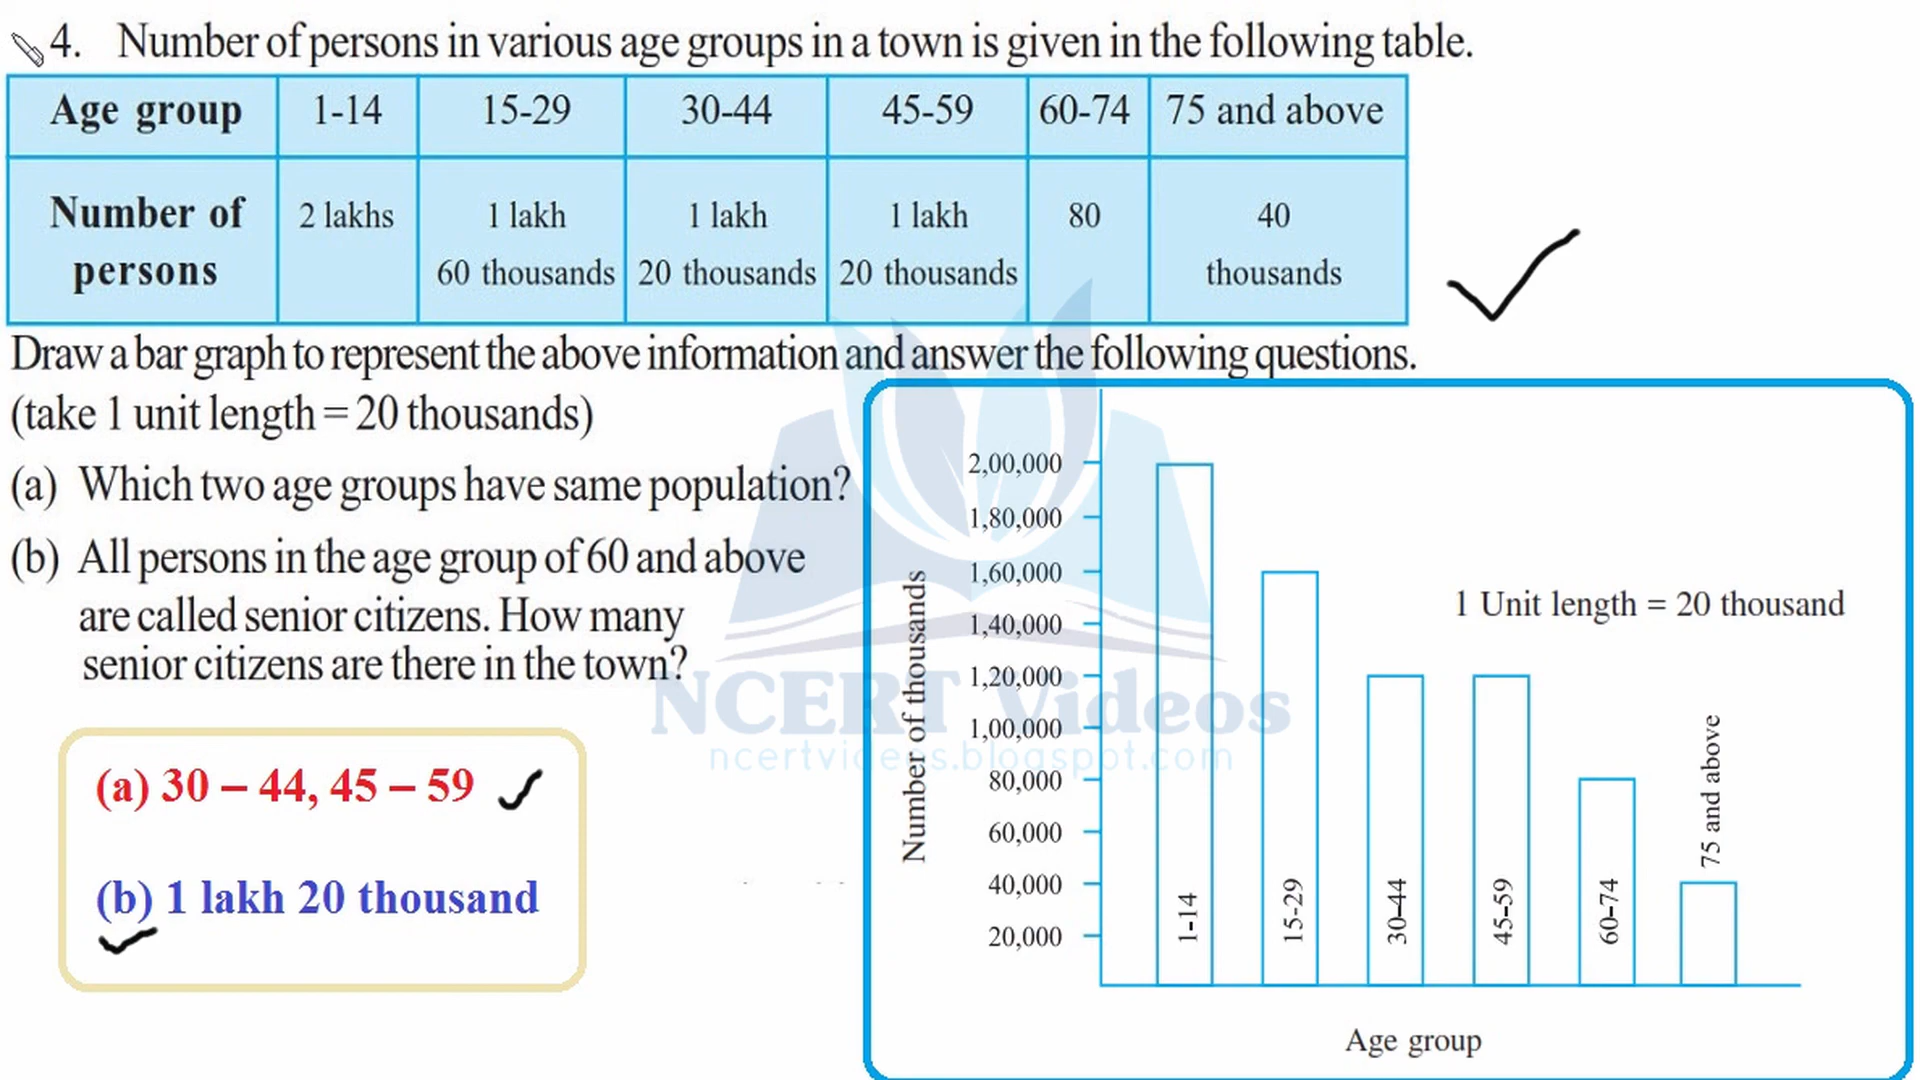 4. Number of persons in various age groups in a town is given in the following table.
Age group 1-14 15-29 30-44 45-59 60-74 75 and above
Number of persons 2 lakhs 1 lakh 60 thousands 1 lakh 20 thousands 1 lakh 20 thousands 80 40 thousands
Draw a bar graph to represent the above information and answer the following questions.
(take 1 unit length = 20 thousands)
(a) Which two age groups have same population?
(b) All persons in the age group of 60 and above
are called senior citizens. How many
senior citizens are there in the town?
(a) 30 – 44, 45 – 59
(b) 1 lakh 20 thousand
Number of thousands
2,00,000
1,80,000
1,60,000
1,40,000
1,20,000
1,00,000
80,000
60,000
40,000
20,000
1 Unit length = 20 thousand
1-14
15-29
30-44
45-59
60-74
75 and above
Age group
NCERT Videos
ncertvideos.blogspot.com